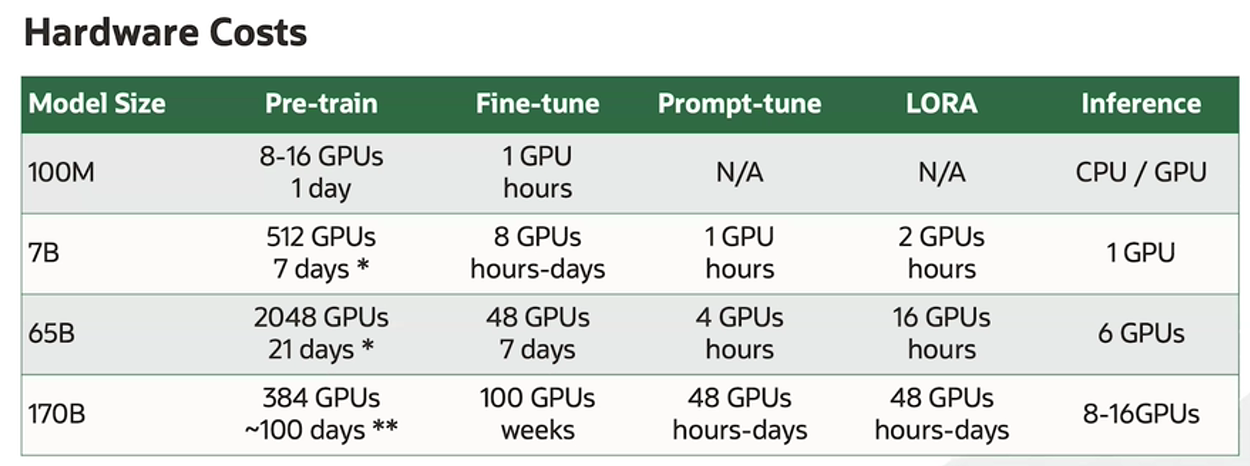 Hardware Costs
Model Size Pre-train Fine-tune Prompt-tune LORA Inference
100M 8-16 GPUs 1 day 1 GPU hours N/A N/A CPU / GPU
7B 512 GPUs 7 days * 8 GPUs hours-days 1 GPU hours 2 GPUs hours 1 GPU
65B 2048 GPUs 21 days * 48 GPUs 7 days 4 GPUs hours 16 GPUs hours 6 GPUs
170B 384 GPUs ~100 days ** 100 GPUs weeks 48 GPUs hours-days 48 GPUs hours-days 8-16GPUs